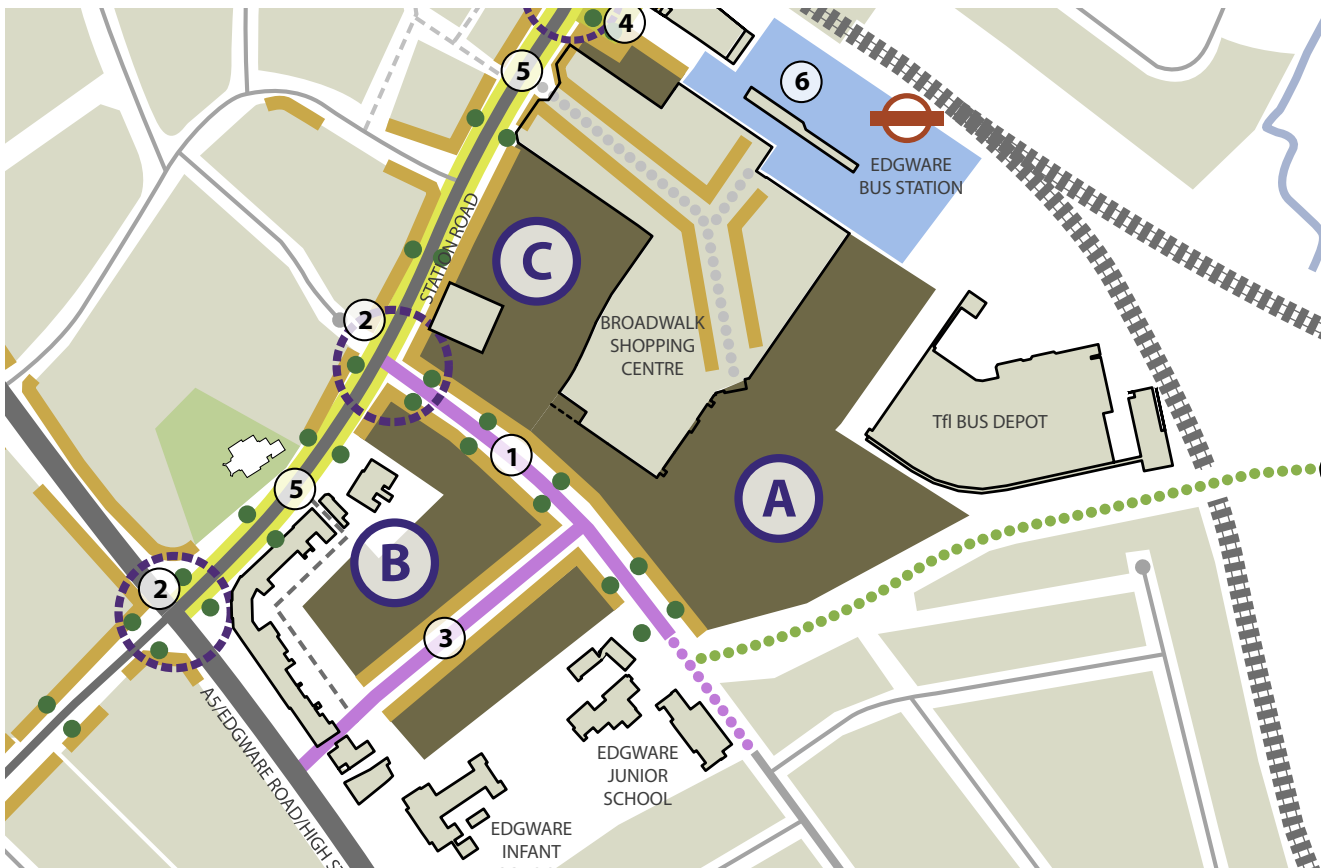 4
5
6
EDGWARE
BUS STATION
STATION ROAD
C
2
BROADWALK
SHOPPING
CENTRE
Tfl BUS DEPOT
1
A
5
B
2
3
A5/EDGWARE ROAD/HIGH
EDGWARE
JUNIOR
SCHOOL
EDGWARE
INFANT